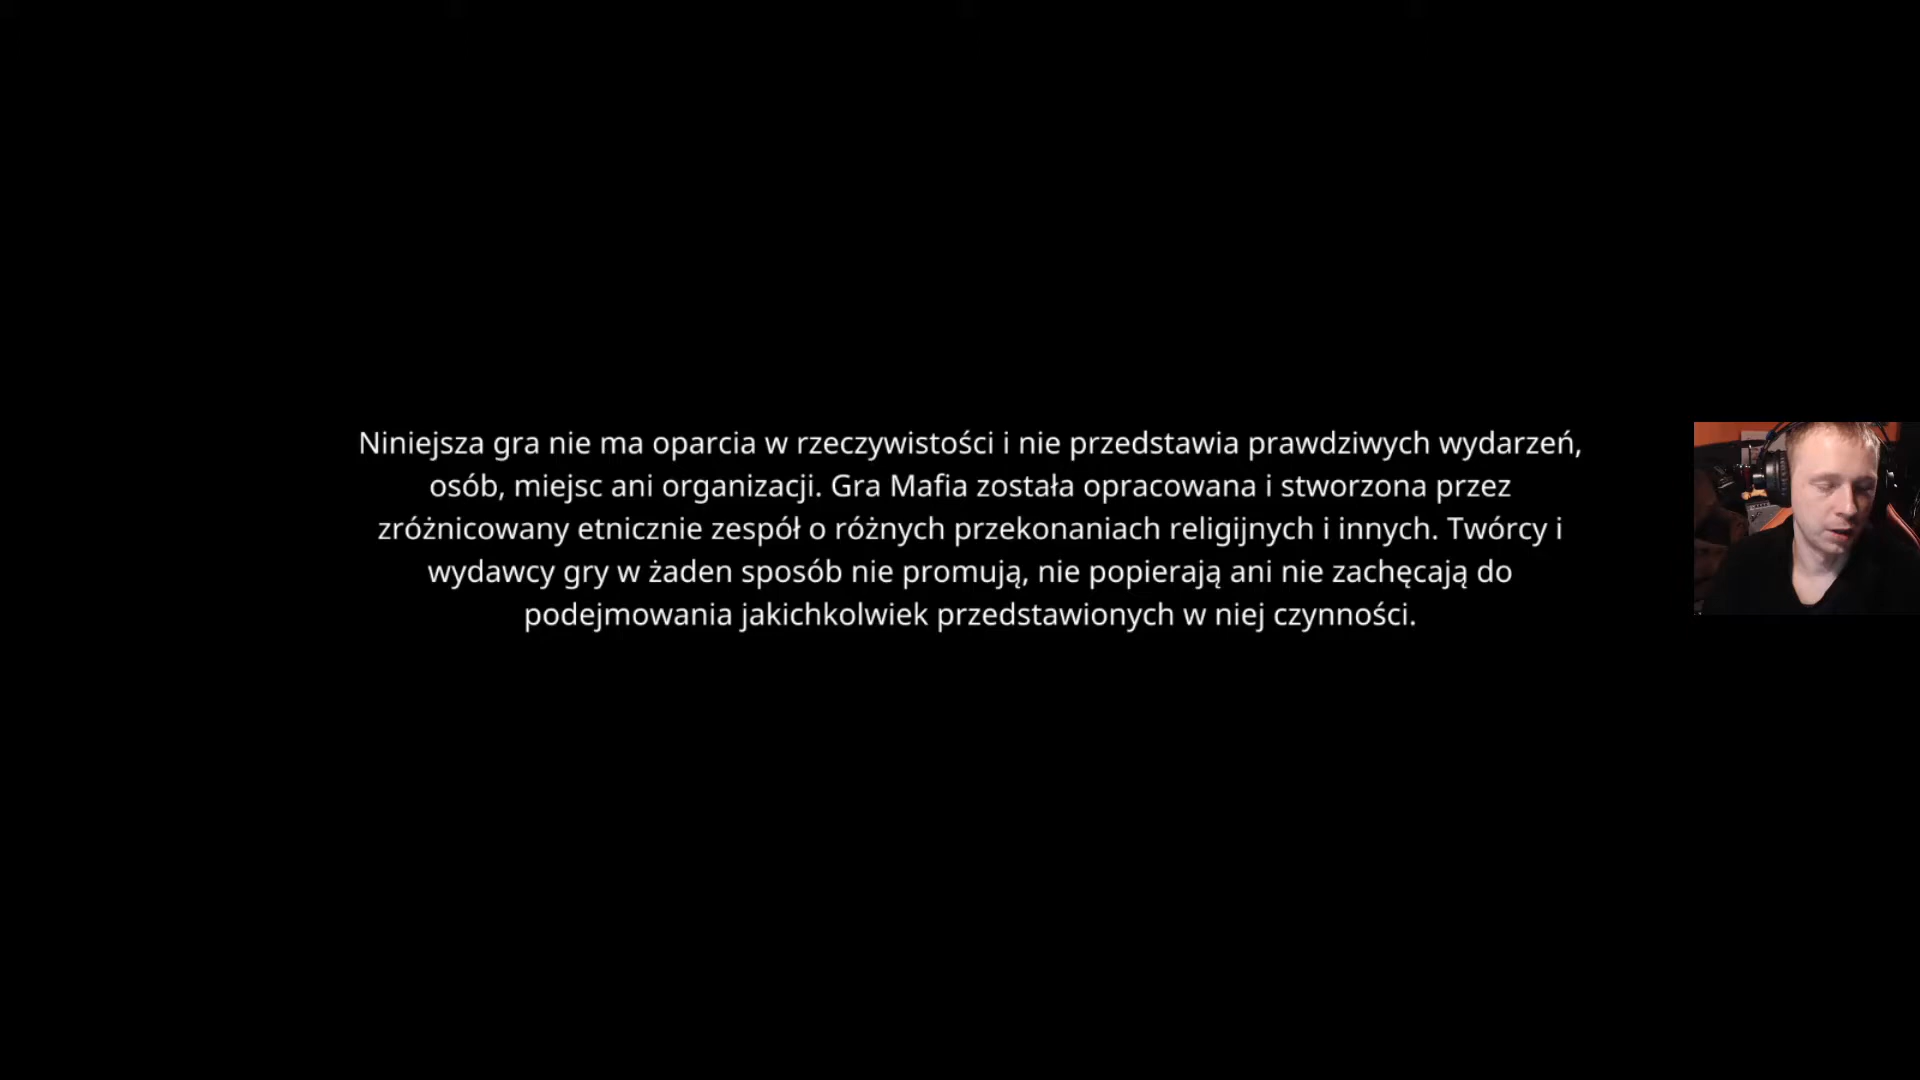 Niniejsza gra nie ma oparcia w rzeczywistości i nie przedstawia prawdziwych wydarzeń,
osób, miejsc ani organizacji. Gra Mafia została opracowana i stworzona przez
zróżnicowany etnicznie zespół o różnych przekonaniach religijnych i innych. Twórcy i
wydawcy gry w żaden sposób nie promują, nie popierają ani nie zachęcają do
podejmowania jakichkolwiek przedstawionych w niej czynności.